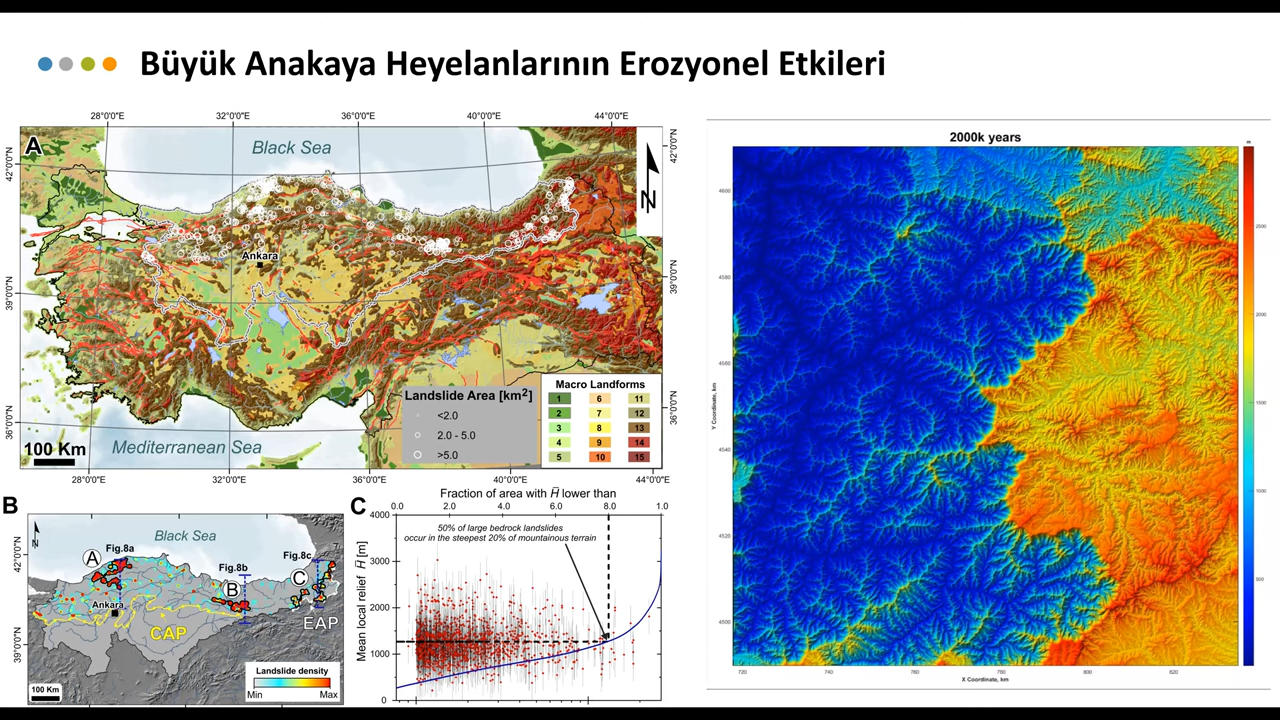 Büyük Anakaya Heyelanlarının Erozyonel Etkileri
28°0'0"E 32°0'0"E 36°0'0"E 40°0'0"E 44°0'0"E
A
Black Sea
42°0'0"N 42°0'0"N
N
Ankara
39°0'0"N 39°0'0"N
36°0'0"N 36°0'0"N
Landslide Area [km2]
<2.0
2.0 - 5.0
>5.0
Macro Landforms
1 6 11
2 7 12
3 8 13
4 9 14
5 10 15
100 Km
Mediterranean Sea
28°0'0"E 32°0'0"E 36°0'0"E 40°0'0"E 44°0'0"E
B
N
Black Sea
Fig.8a
Fig.8b
Fig.8c
A
B
C
Ankara
CAP
EAP
42°0'0"N
39°0'0"N
Landslide density
Min Max
100 Km
C
Fraction of area with H̅ lower than
0.0 2.0 4.0 6.0 8.0 1.0
50% of large bedrock landslides
occur in the steepest 20% of mountainous terrain
Mean local relief H̅ [m]
4000
3000
2000
1000
0
2000k years
m
2500
2000
1500
1000
500
Y Coordinate, km
4600
4580
4560
4540
4520
4500
720 740 760 780 800 820
X Coordinate, km